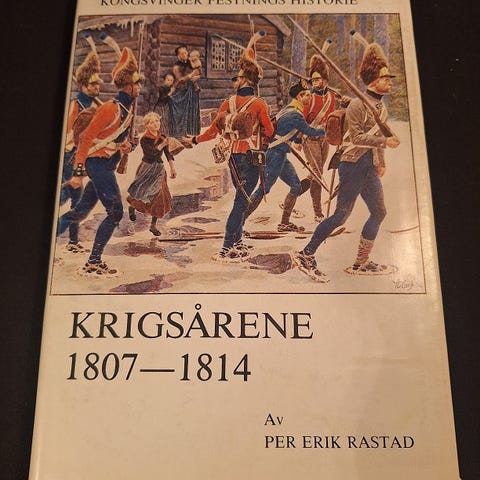 KONGSVINGER FESTNINGS HISTORIE
KRIGSÅRENE
1807—1814
Av
PER ERIK RASTAD